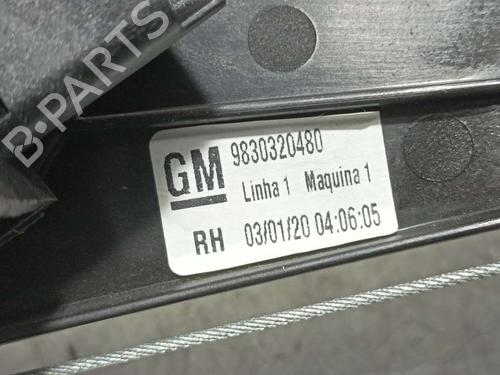 B-PARTS
GM 9830320480
Linha 1 Maquina 1
RH 03/01/20 04:06:05